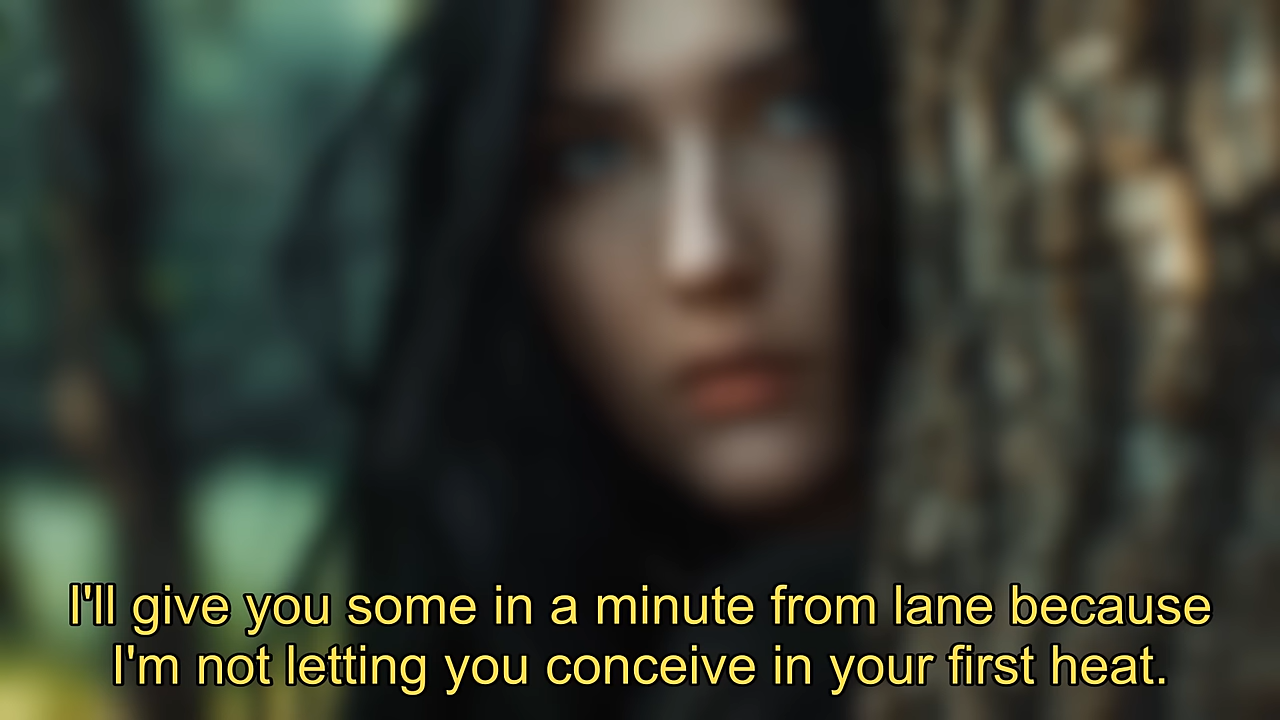 I'll give you some in a minute from lane because
I'm not letting you conceive in your first heat.